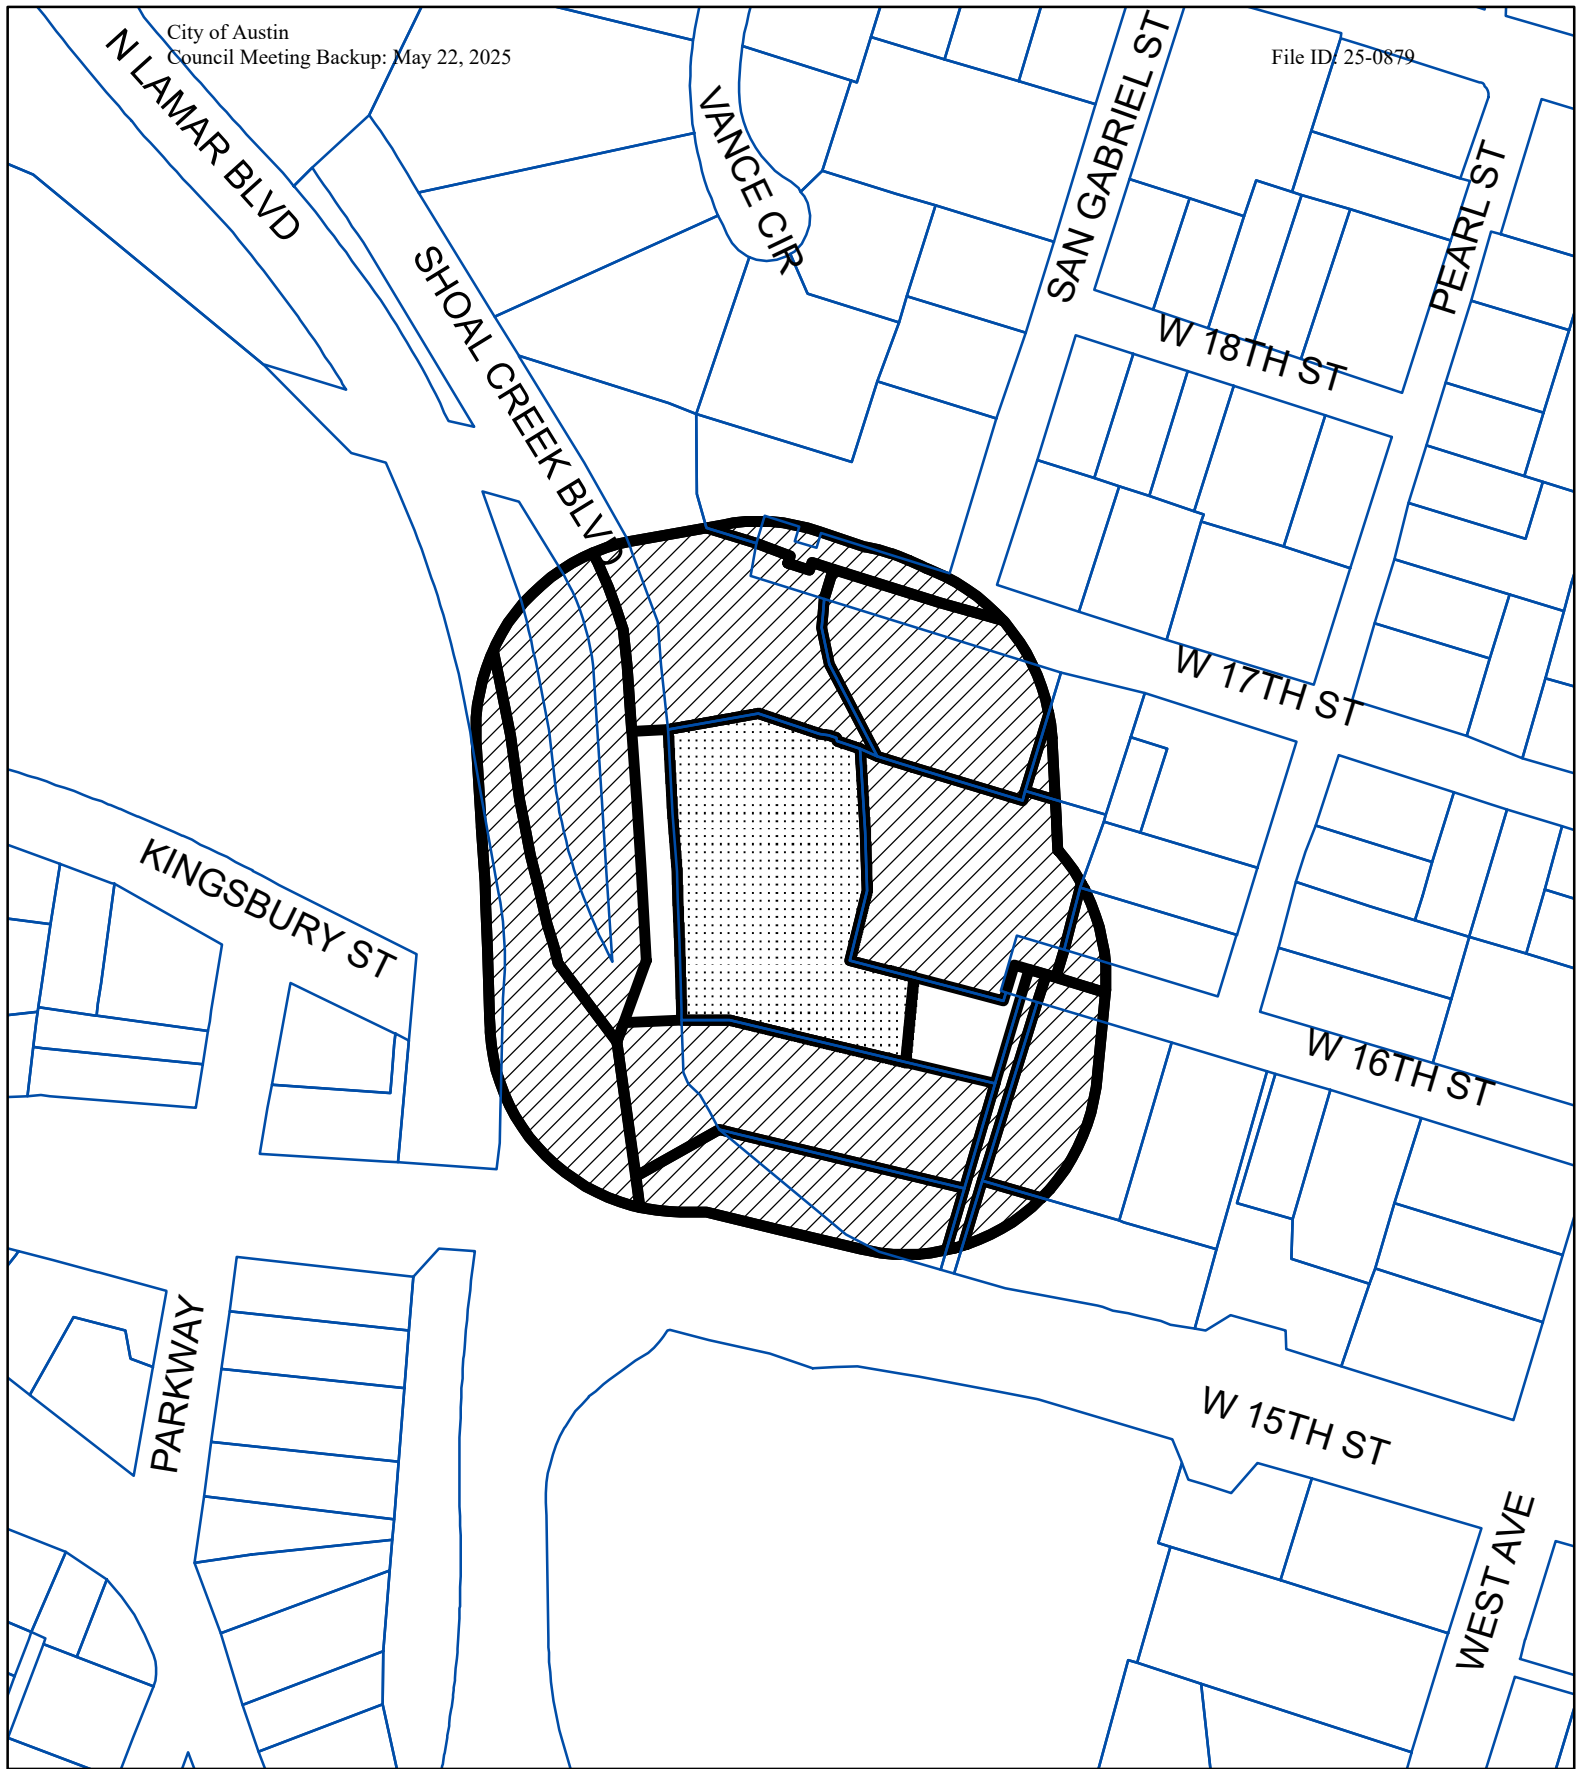 City of Austin
Council Meeting Backup: May 22, 2025
File ID: 25-0879
N LAMAR BLVD
VANCE CIR
SAN GABRIEL ST
PEARL ST
SHOAL CREEK BLVD
W 18TH ST
W 17TH ST
KINGSBURY ST
W 16TH ST
PARKWAY
W 15TH ST
WEST AVE